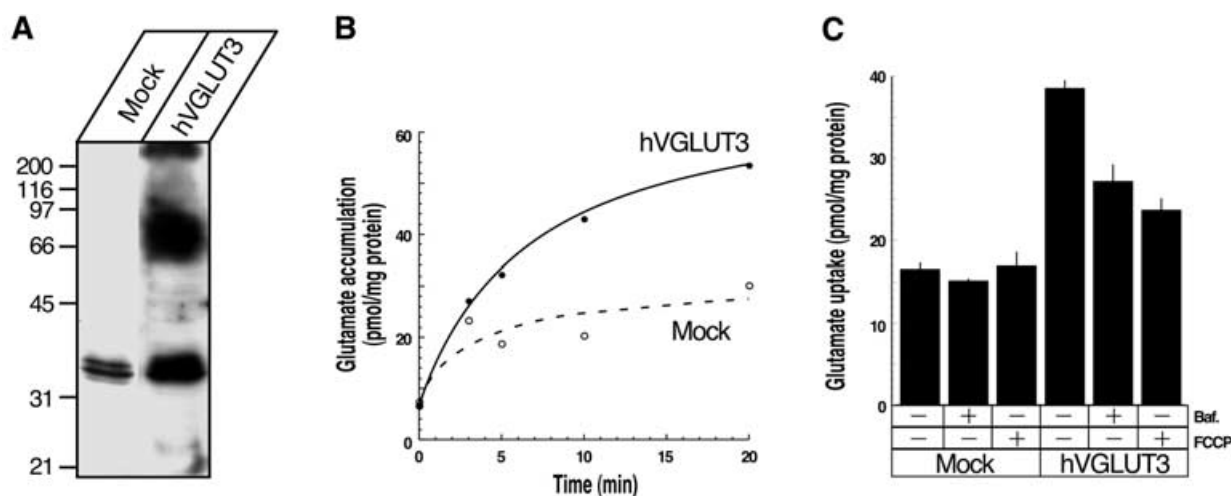 A
Mock
hVGLUT3
200
116
97
66
45
31
21
B
Glutamate accumulation
(pmol/mg protein)
60
40
20
0
hVGLUT3
Mock
0
5
10
15
20
Time (min)
C
Glutamate uptake (pmol/mg protein)
40
30
20
10
0
− + − − + − Baf.
− − + − − + FCCP
Mock hVGLUT3